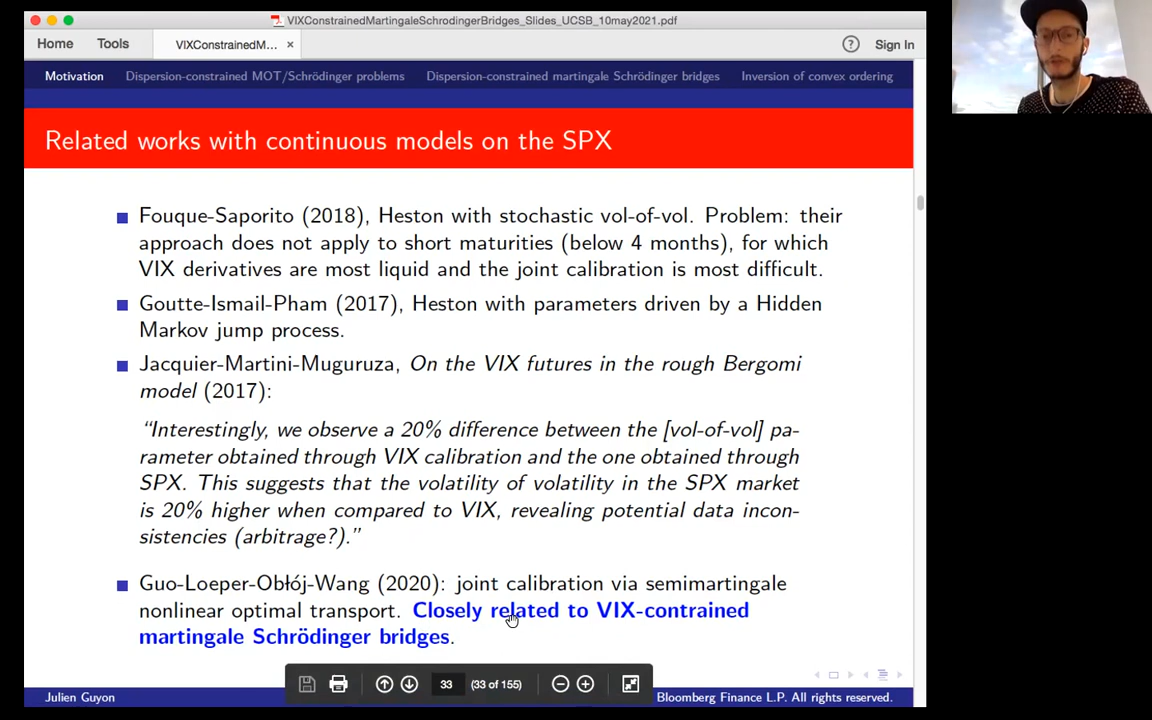 VIXConstrainedMartingaleSchrodingerBridges_Slides_UCSB_10may2021.pdf
Home Tools VIXConstrainedM... × ? Sign In
Motivation Dispersion-constrained MOT/Schrödinger problems Dispersion-constrained martingale Schrödinger bridges Inversion of convex ordering
Related works with continuous models on the SPX
Fouque-Saporito (2018), Heston with stochastic vol-of-vol. Problem: their
approach does not apply to short maturities (below 4 months), for which
VIX derivatives are most liquid and the joint calibration is most difficult.
Goutte-Ismail-Pham (2017), Heston with parameters driven by a Hidden
Markov jump process.
Jacquier-Martini-Muguruza, On the VIX futures in the rough Bergomi
model (2017):
“Interestingly, we observe a 20% difference between the [vol-of-vol] pa-
rameter obtained through VIX calibration and the one obtained through
SPX. This suggests that the volatility of volatility in the SPX market
is 20% higher when compared to VIX, revealing potential data incon-
sistencies (arbitrage?).”
Guo-Loeper-Obłój-Wang (2020): joint calibration via semimartingale
nonlinear optimal transport. Closely related to VIX-contrained
martingale Schrödinger bridges.
33 (33 of 155)
Julien Guyon Bloomberg Finance L.P. All rights reserved.